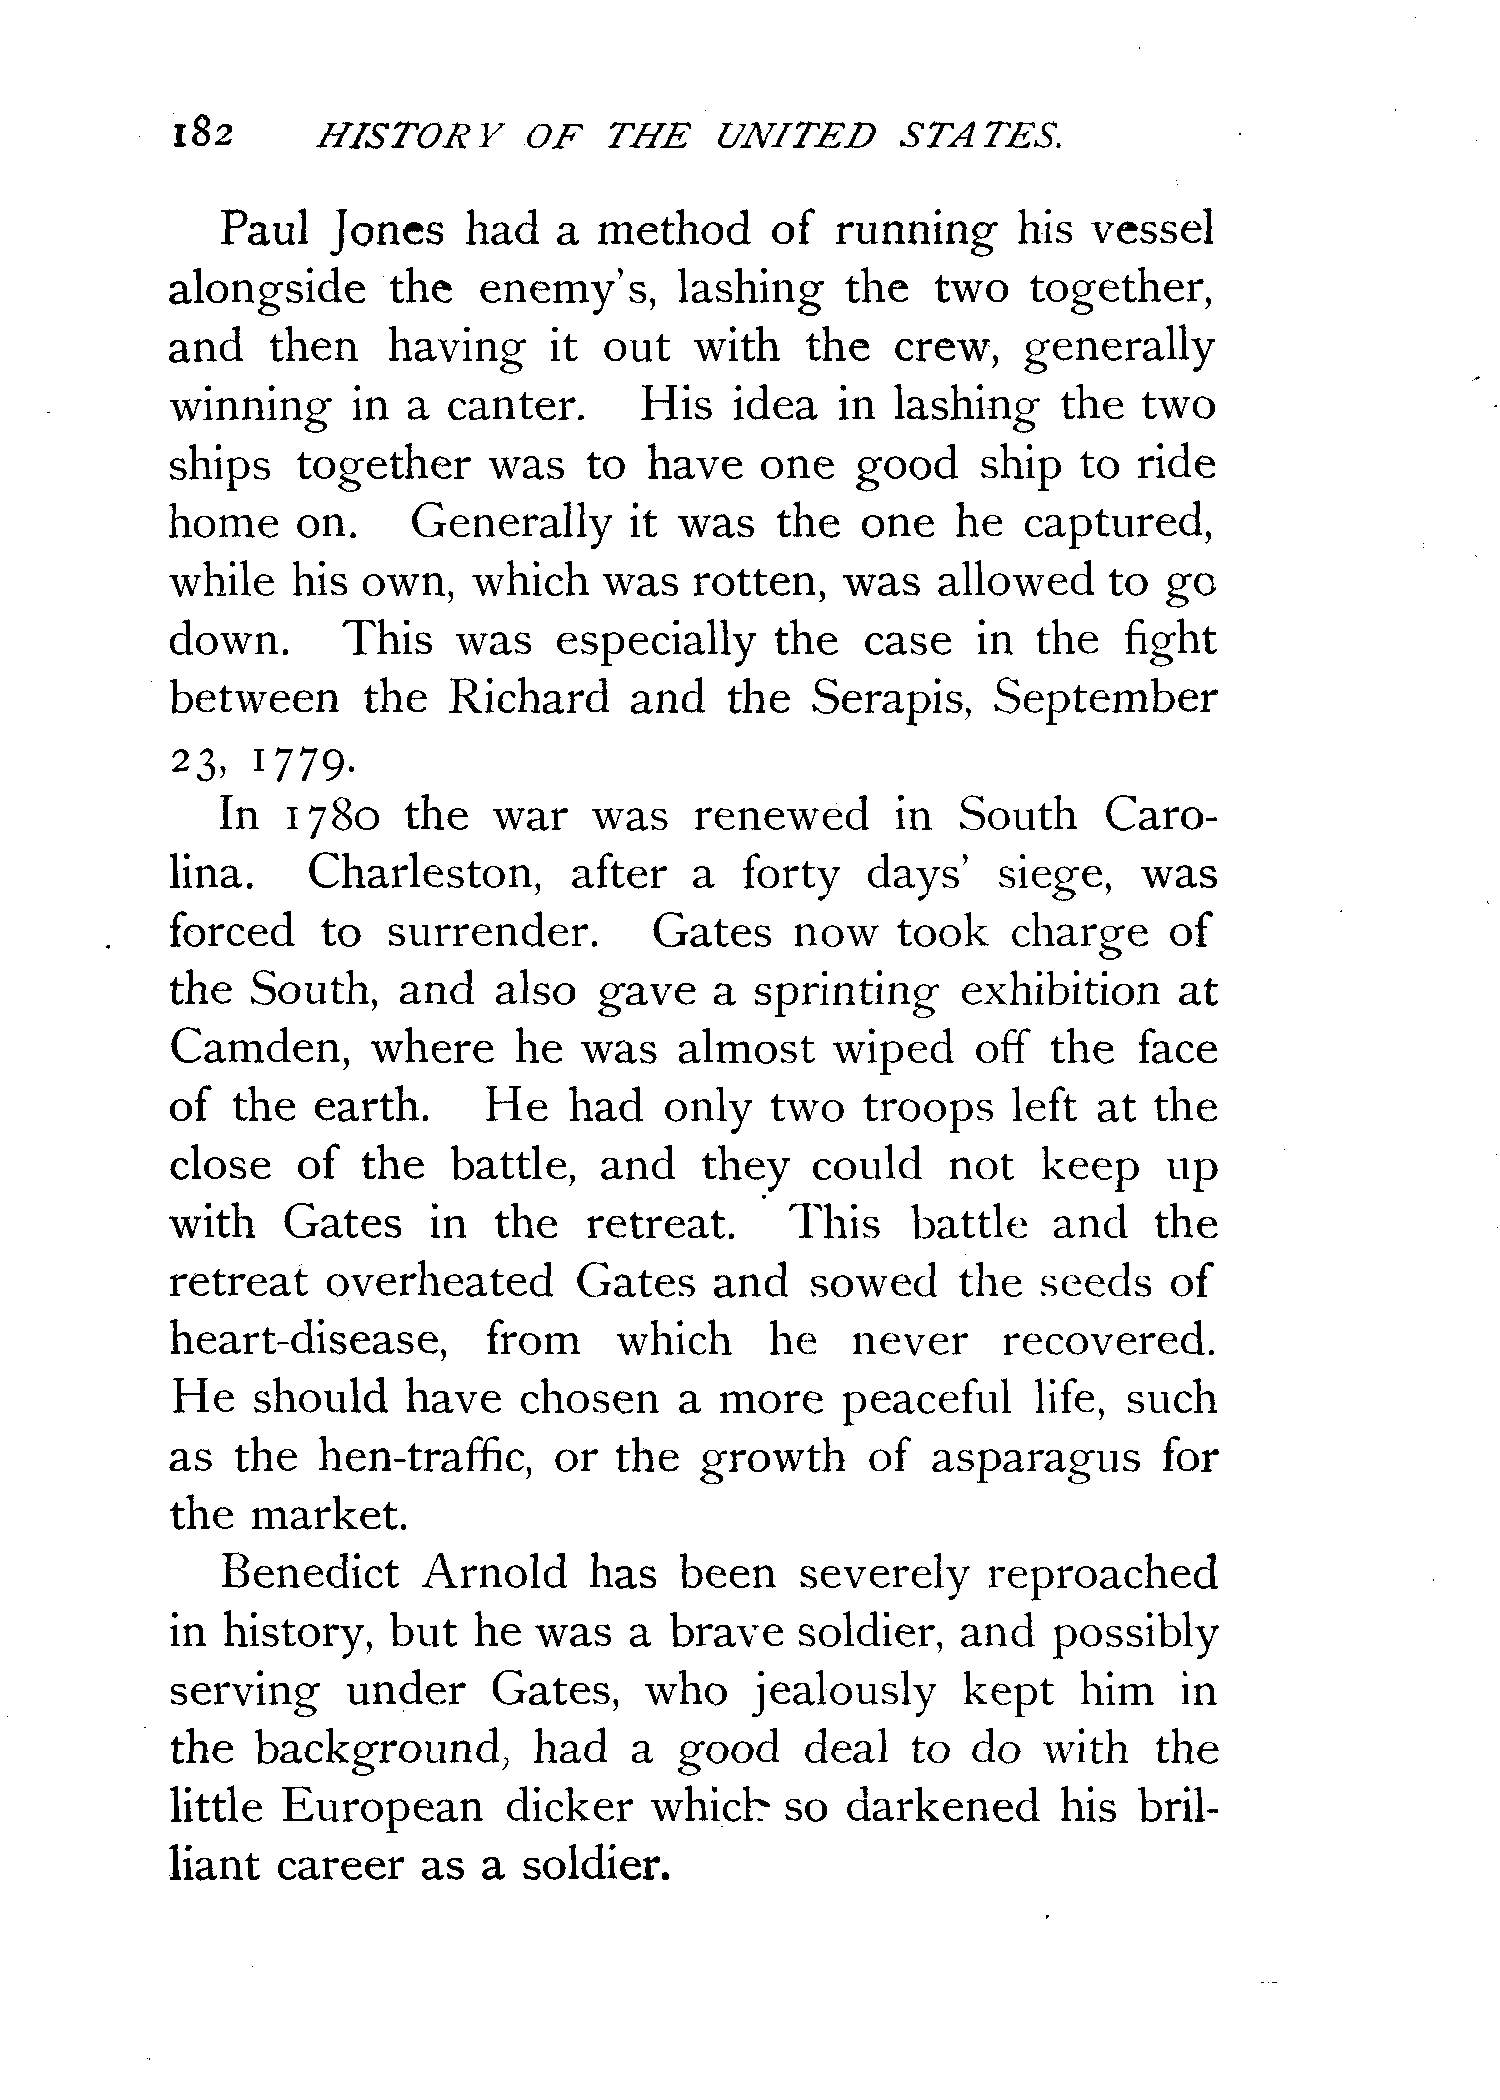 182 HISTORY OF THE UNITED STATES.
Paul Jones had a method of running his vessel
alongside the enemy's, lashing the two together,
and then having it out with the crew, generally
winning in a canter. His idea in lashing the two
ships together was to have one good ship to ride
home on. Generally it was the one he captured,
while his own, which was rotten, was allowed to go
down. This was especially the case in the fight
between the Richard and the Serapis, September
23, 1779.
In 1780 the war was renewed in South Caro-
lina. Charleston, after a forty days' siege, was
forced to surrender. Gates now took charge of
the South, and also gave a sprinting exhibition at
Camden, where he was almost wiped off the face
of the earth. He had only two troops left at the
close of the battle, and they could not keep up
with Gates in the retreat. This battle and the
retreat overheated Gates and sowed the seeds of
heart-disease, from which he never recovered.
He should have chosen a more peaceful life, such
as the hen-traffic, or the growth of asparagus for
the market.
Benedict Arnold has been severely reproached
in history, but he was a brave soldier, and possibly
serving under Gates, who jealously kept him in
the background, had a good deal to do with the
little European dicker which so darkened his bril-
liant career as a soldier.